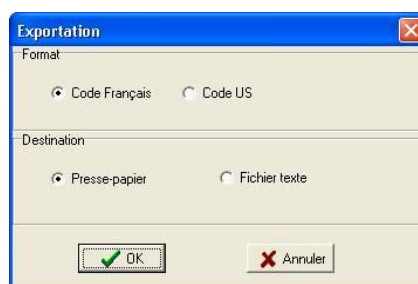 Exportation
Format
Code Français Code US
Destination
Presse-papier Fichier texte
OK Annuler